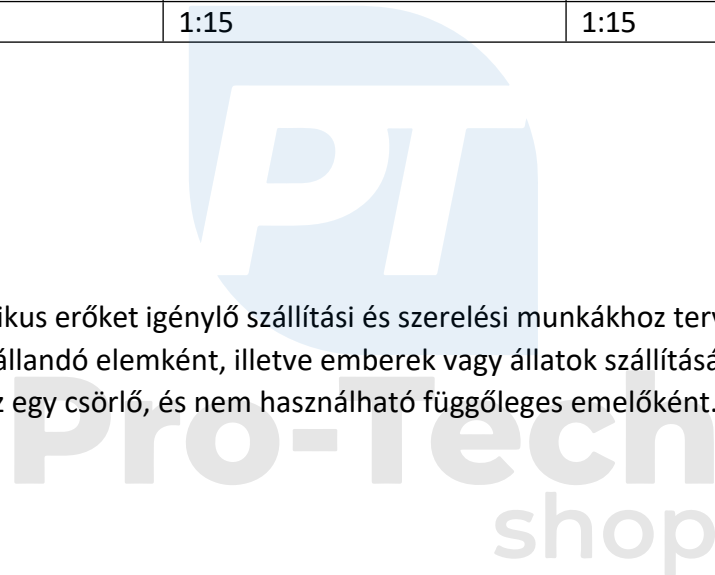 1:15 1:15
PT
ikus erőket igénylő szállítási és szerelési munkákhoz terv
állandó elemként, illetve emberek vagy állatok szállításá
z egy csörlő, és nem használható függőleges emelőként.
Pro-Tech
shop